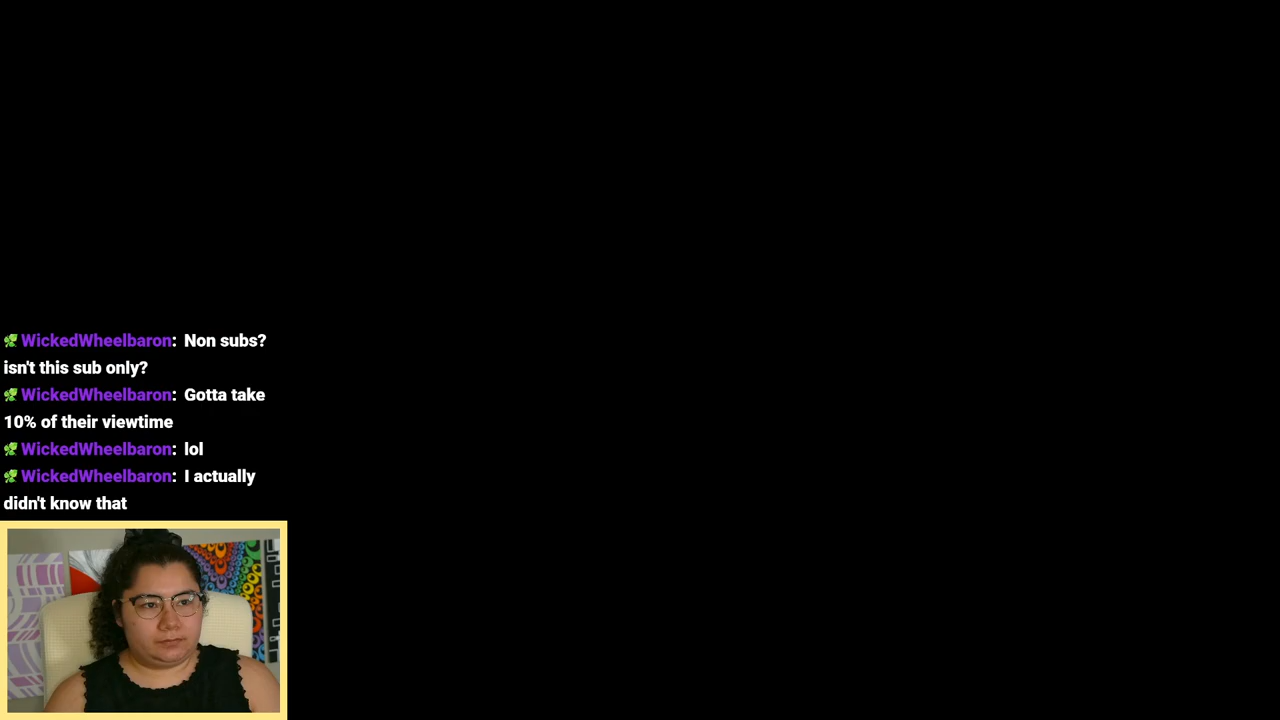 WickedWheelbaron: Non subs?
isn't this sub only?
WickedWheelbaron: Gotta take
10% of their viewtime
WickedWheelbaron: lol
WickedWheelbaron: I actually
didn't know that